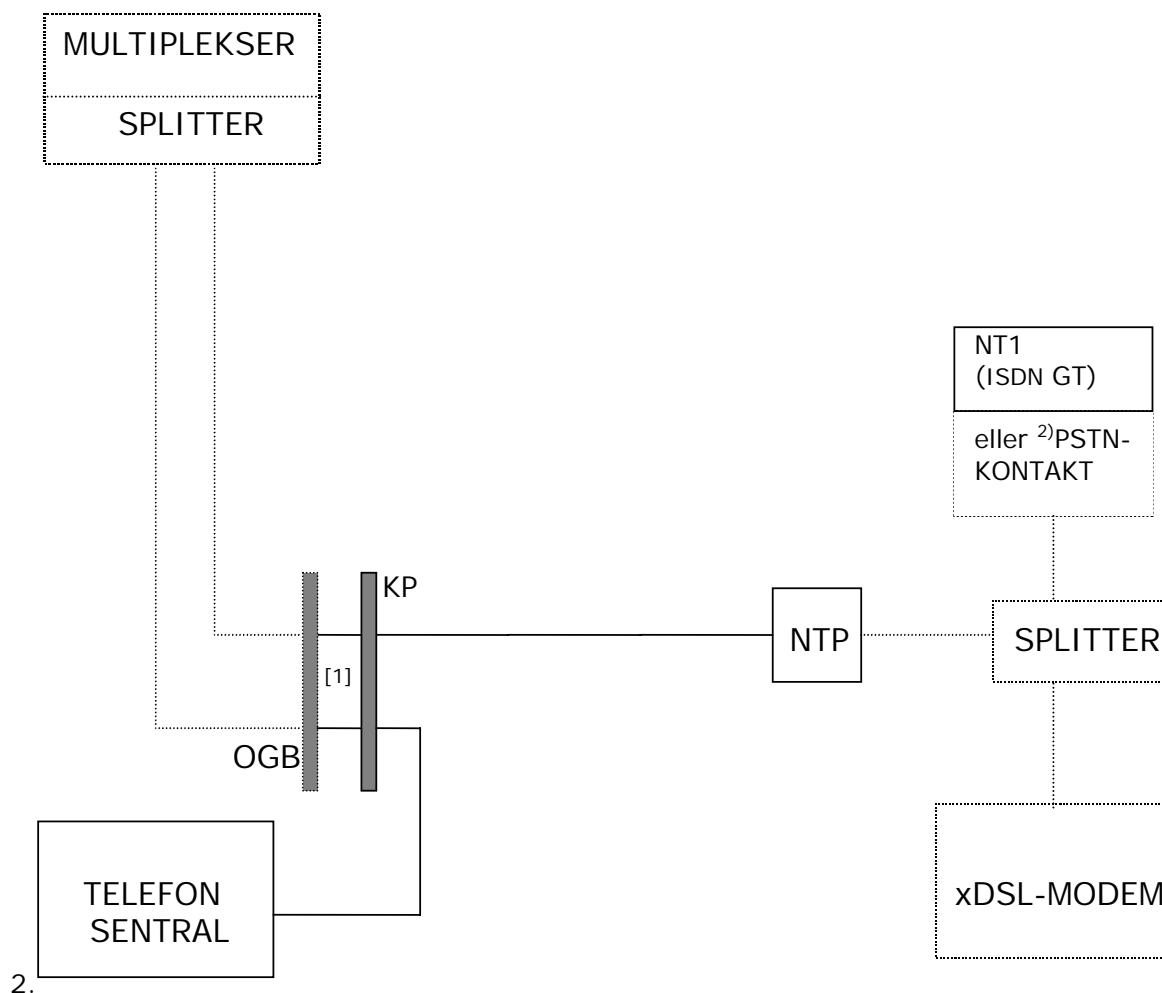 MULTIPLEKSER
SPLITTER
NT1
(ISDN GT)
eller 2)PSTN-
KONTAKT
KP
NTP
SPLITTER
[1]
OGB
TELEFON
SENTRAL
xDSL-MODEM
2.